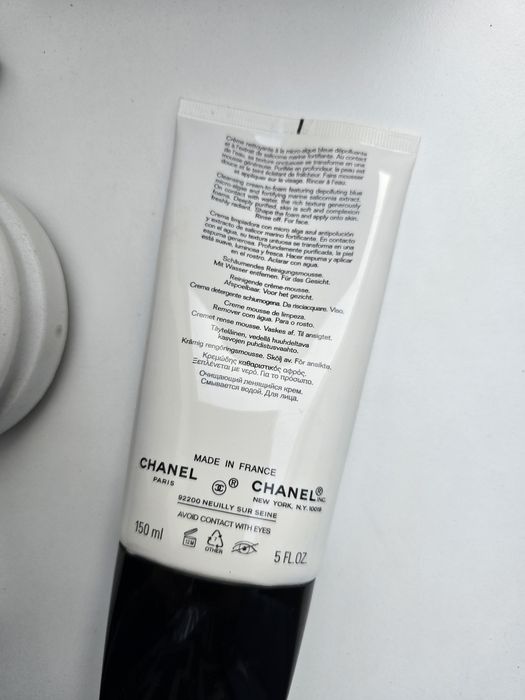 Crème nettoyante à la micro-algue bleue dépolluante
et à l'extrait de salicorne marine fortifiante. Au contact
de l'eau, sa texture onctueuse se transforme en une
mousse généreuse. Purifiée en profondeur, la peau est
douce et le teint éclatant de fraîcheur. Faire mousser
et appliquer sur le visage. Rincer à l'eau.
Cleansing cream-to-foam featuring depolluting blue
micro-algae and fortifying marine salicornia extract.
On contact with water, the rich texture generously
foams. Deeply purified, skin is soft and complexion
freshly radiant. Shape the foam and apply onto skin.
Rinse off. For face.
Crema limpiadora con micro alga azul antipolución
y extracto de salicor marino fortificante. En contacto
con el agua, su textura untuosa se transforma en una
espuma generosa. Profundamente purificada, la piel
está suave, luminosa y fresca. Hacer espuma y aplicar
en el rostro. Aclarar con agua.
Schäumendes Reinigungsmousse.
Mit Wasser entfernen. Für das Gesicht.
Reinigende crème-mousse.
Afspoelbaar. Voor het gezicht.
Creme detergente schiumogena. Da risciacquare. Viso.
Creme mousse de limpeza.
Remover com água. Para o rosto.
Cremet rense mousse. Vaskes af. Til ansigtet.
Täyteläinen, vedellä huuhdeltava
kasvojen puhdistusvaahto.
Krämig rengöringsmousse. Skölj av. För ansikte.
Κρεμώδης καθαριστικός αφρός.
Ξεπλένεται με νερό. Για το πρόσωπο.
Очищающий пенящийся крем.
Смывается водой. Для лица.
MADE IN FRANCE
CHANEL ® CHANEL® INC.
PARIS NEW YORK, N.Y. 10019
92200 NEUILLY SUR SEINE
AVOID CONTACT WITH EYES
150 ml 12M OTHER 5 FL.OZ.